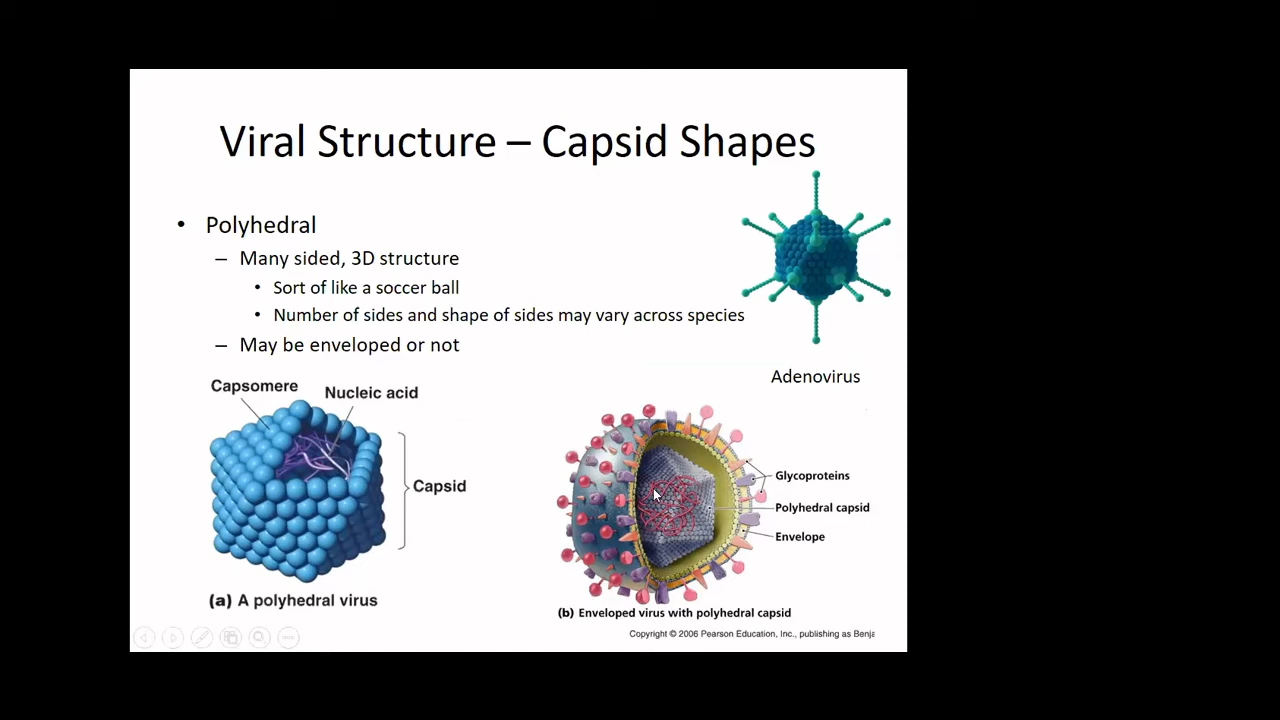 Viral Structure – Capsid Shapes
• Polyhedral
– Many sided, 3D structure
• Sort of like a soccer ball
• Number of sides and shape of sides may vary across species
– May be enveloped or not
Adenovirus
Capsomere
Nucleic acid
Capsid
(a) A polyhedral virus
Glycoproteins
Polyhedral capsid
Envelope
(b) Enveloped virus with polyhedral capsid
Copyright © 2006 Pearson Education, Inc., publishing as Benja